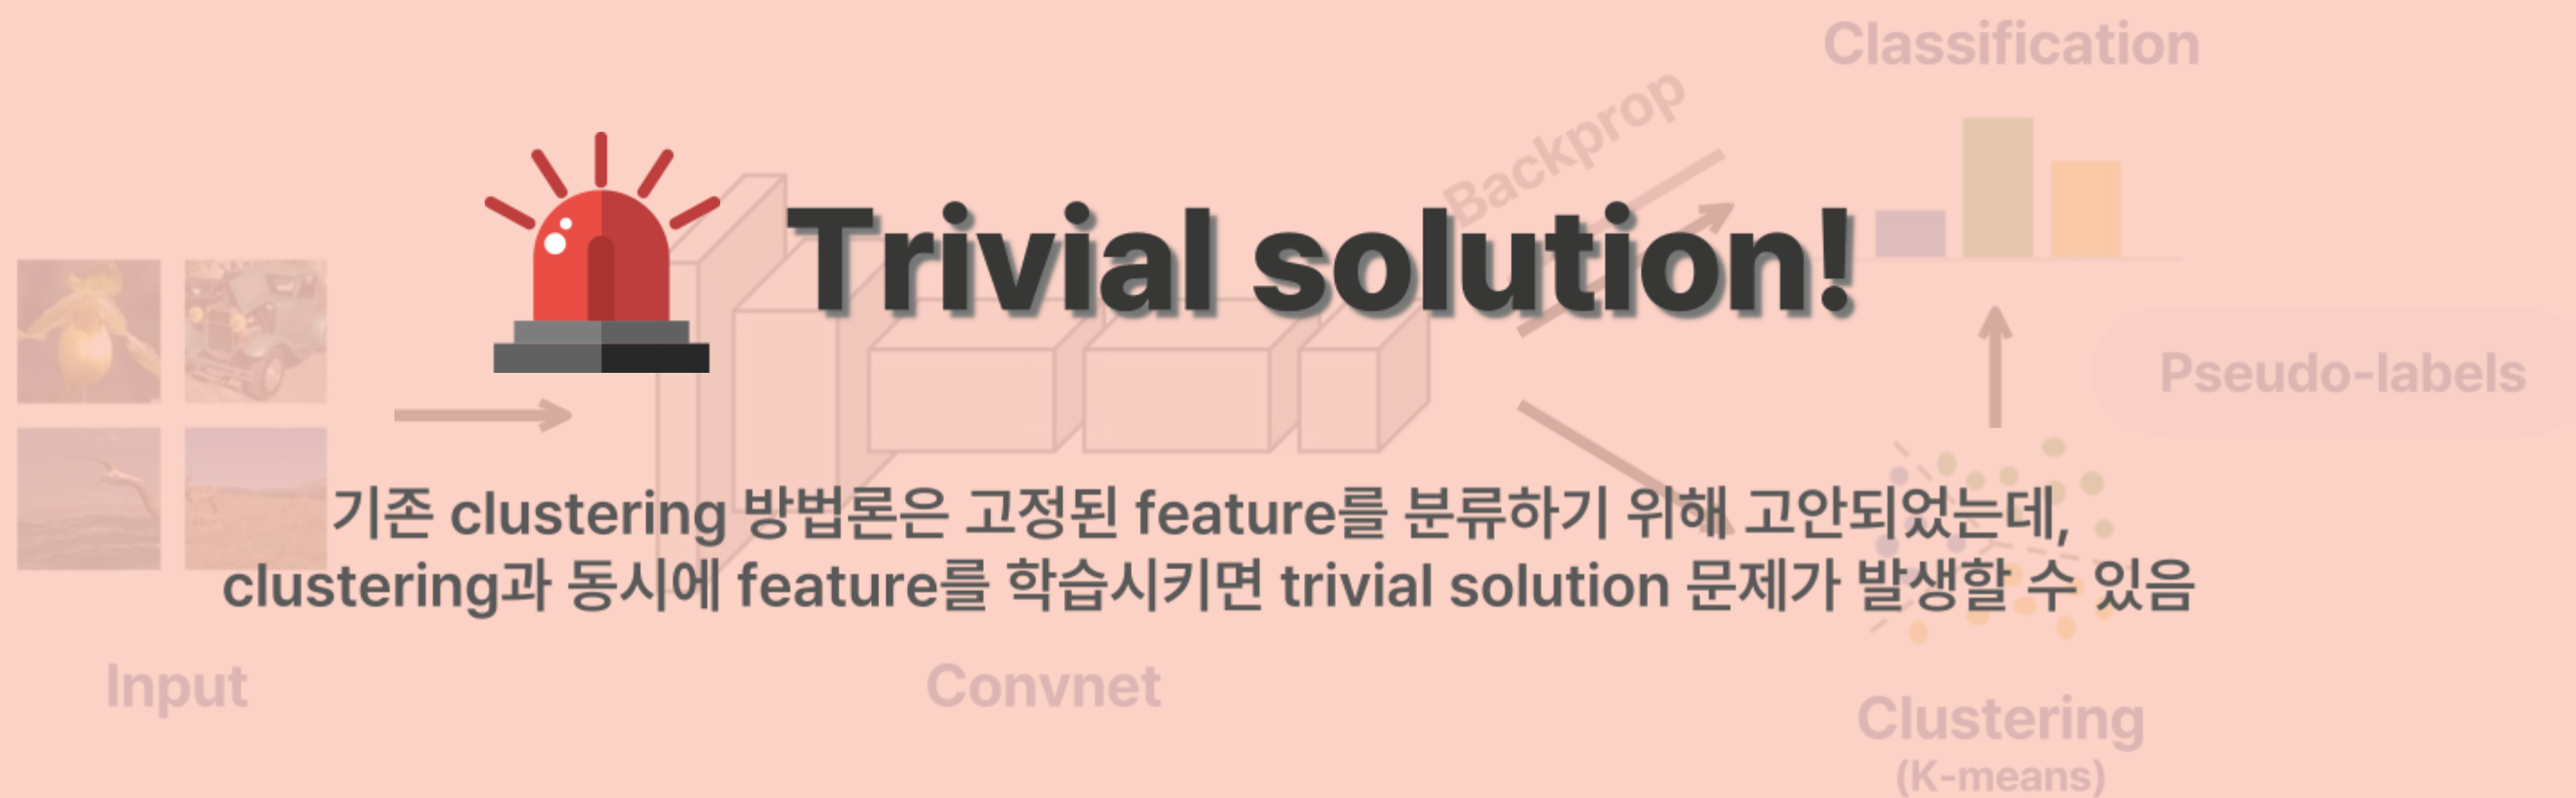 Classification
Backprop
Trivial solution!
Pseudo-labels
기존 clustering 방법론은 고정된 feature를 분류하기 위해 고안되었는데,
clustering과 동시에 feature를 학습시키면 trivial solution 문제가 발생할 수 있음
Input
Convnet
Clustering
(K-means)